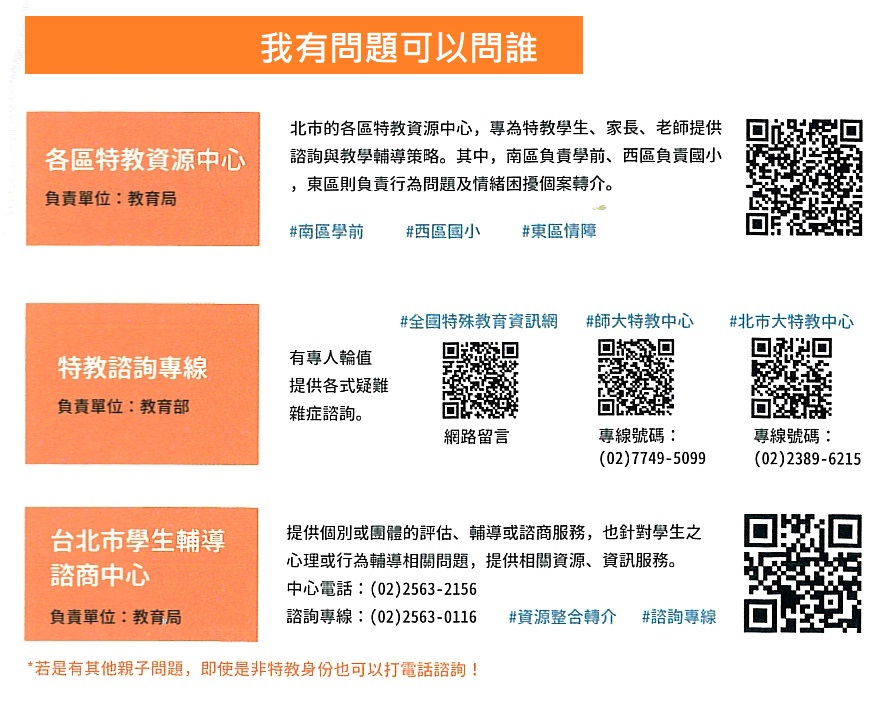 我有問題可以問誰
各區特教資源中心
負責單位：教育局
北市的各區特教資源中心，專為特教學生、家長、老師提供
諮詢與教學輔導策略。其中，南區負責學前、西區負責國小
，東區則負責行為問題及情緒困擾個案轉介。
#南區學前 #西區國小 #東區情障
特教諮詢專線
負責單位：教育部
有專人輪值
提供各式疑難
雜症諮詢。
#全國特殊教育資訊網
網路留言
#師大特教中心
專線號碼：
(02)7749-5099
#北市大特教中心
專線號碼：
(02)2389-6215
台北市學生輔導
諮商中心
負責單位：教育局
提供個別或團體的評估、輔導或諮商服務，也針對學生之
心理或行為輔導相關問題，提供相關資源、資訊服務。
中心電話：(02)2563-2156
諮詢專線：(02)2563-0116 #資源整合轉介 #諮詢專線
*若是有其他親子問題，即使是非特教身份也可以打電話諮詢！